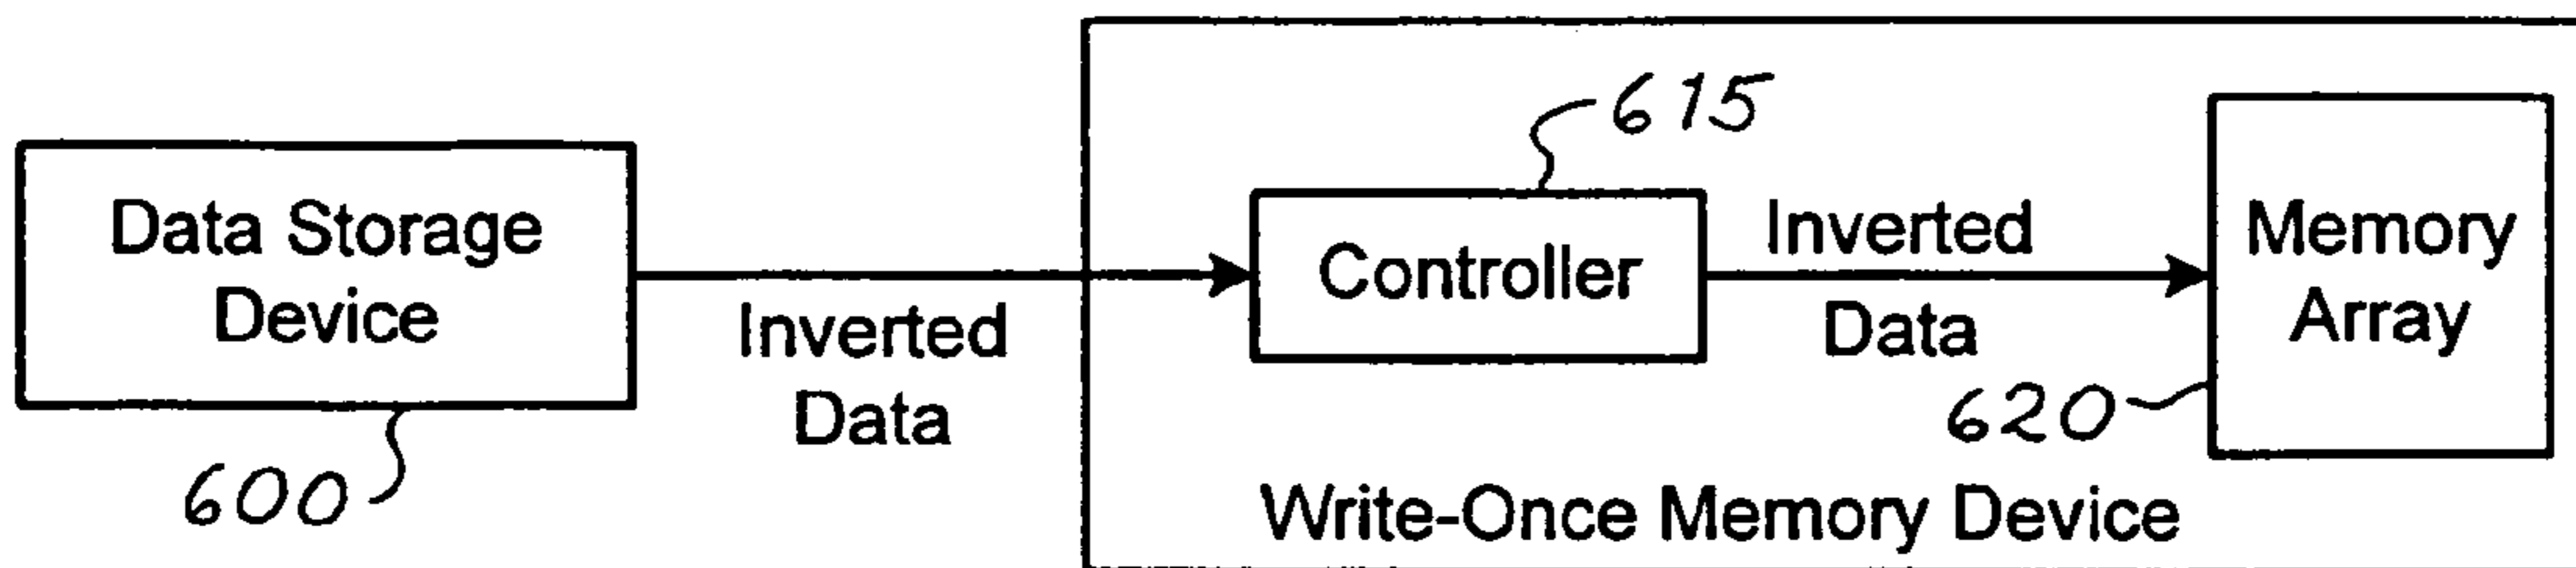 615
Data Storage
Device
Inverted
Data
Controller
Inverted
Data
Memory
Array
600
620
Write-Once Memory Device